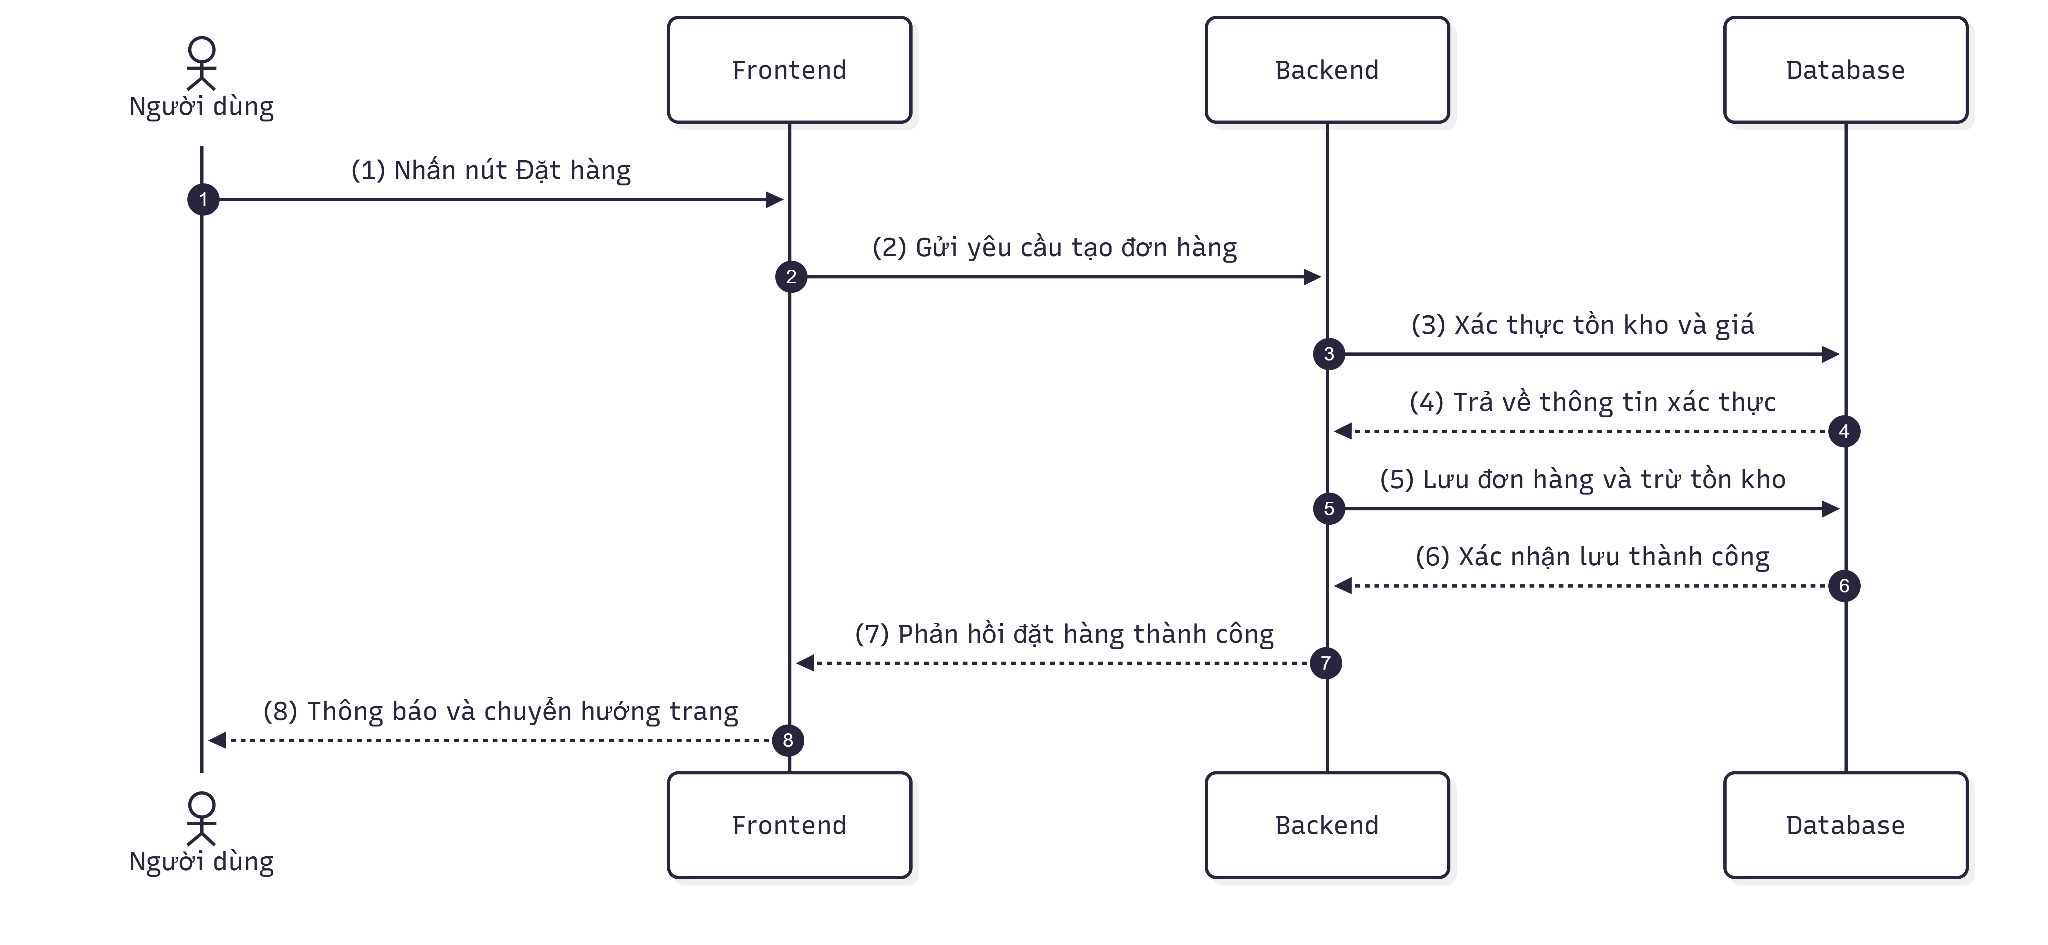 Người dùng
Frontend
Backend
Database
(1) Nhấn nút Đặt hàng
1
(2) Gửi yêu cầu tạo đơn hàng
2
(3) Xác thực tồn kho và giá
3
(4) Trả về thông tin xác thực
4
(5) Lưu đơn hàng và trừ tồn kho
5
(6) Xác nhận lưu thành công
6
(7) Phản hồi đặt hàng thành công
7
(8) Thông báo và chuyển hướng trang
8
Người dùng
Frontend
Backend
Database